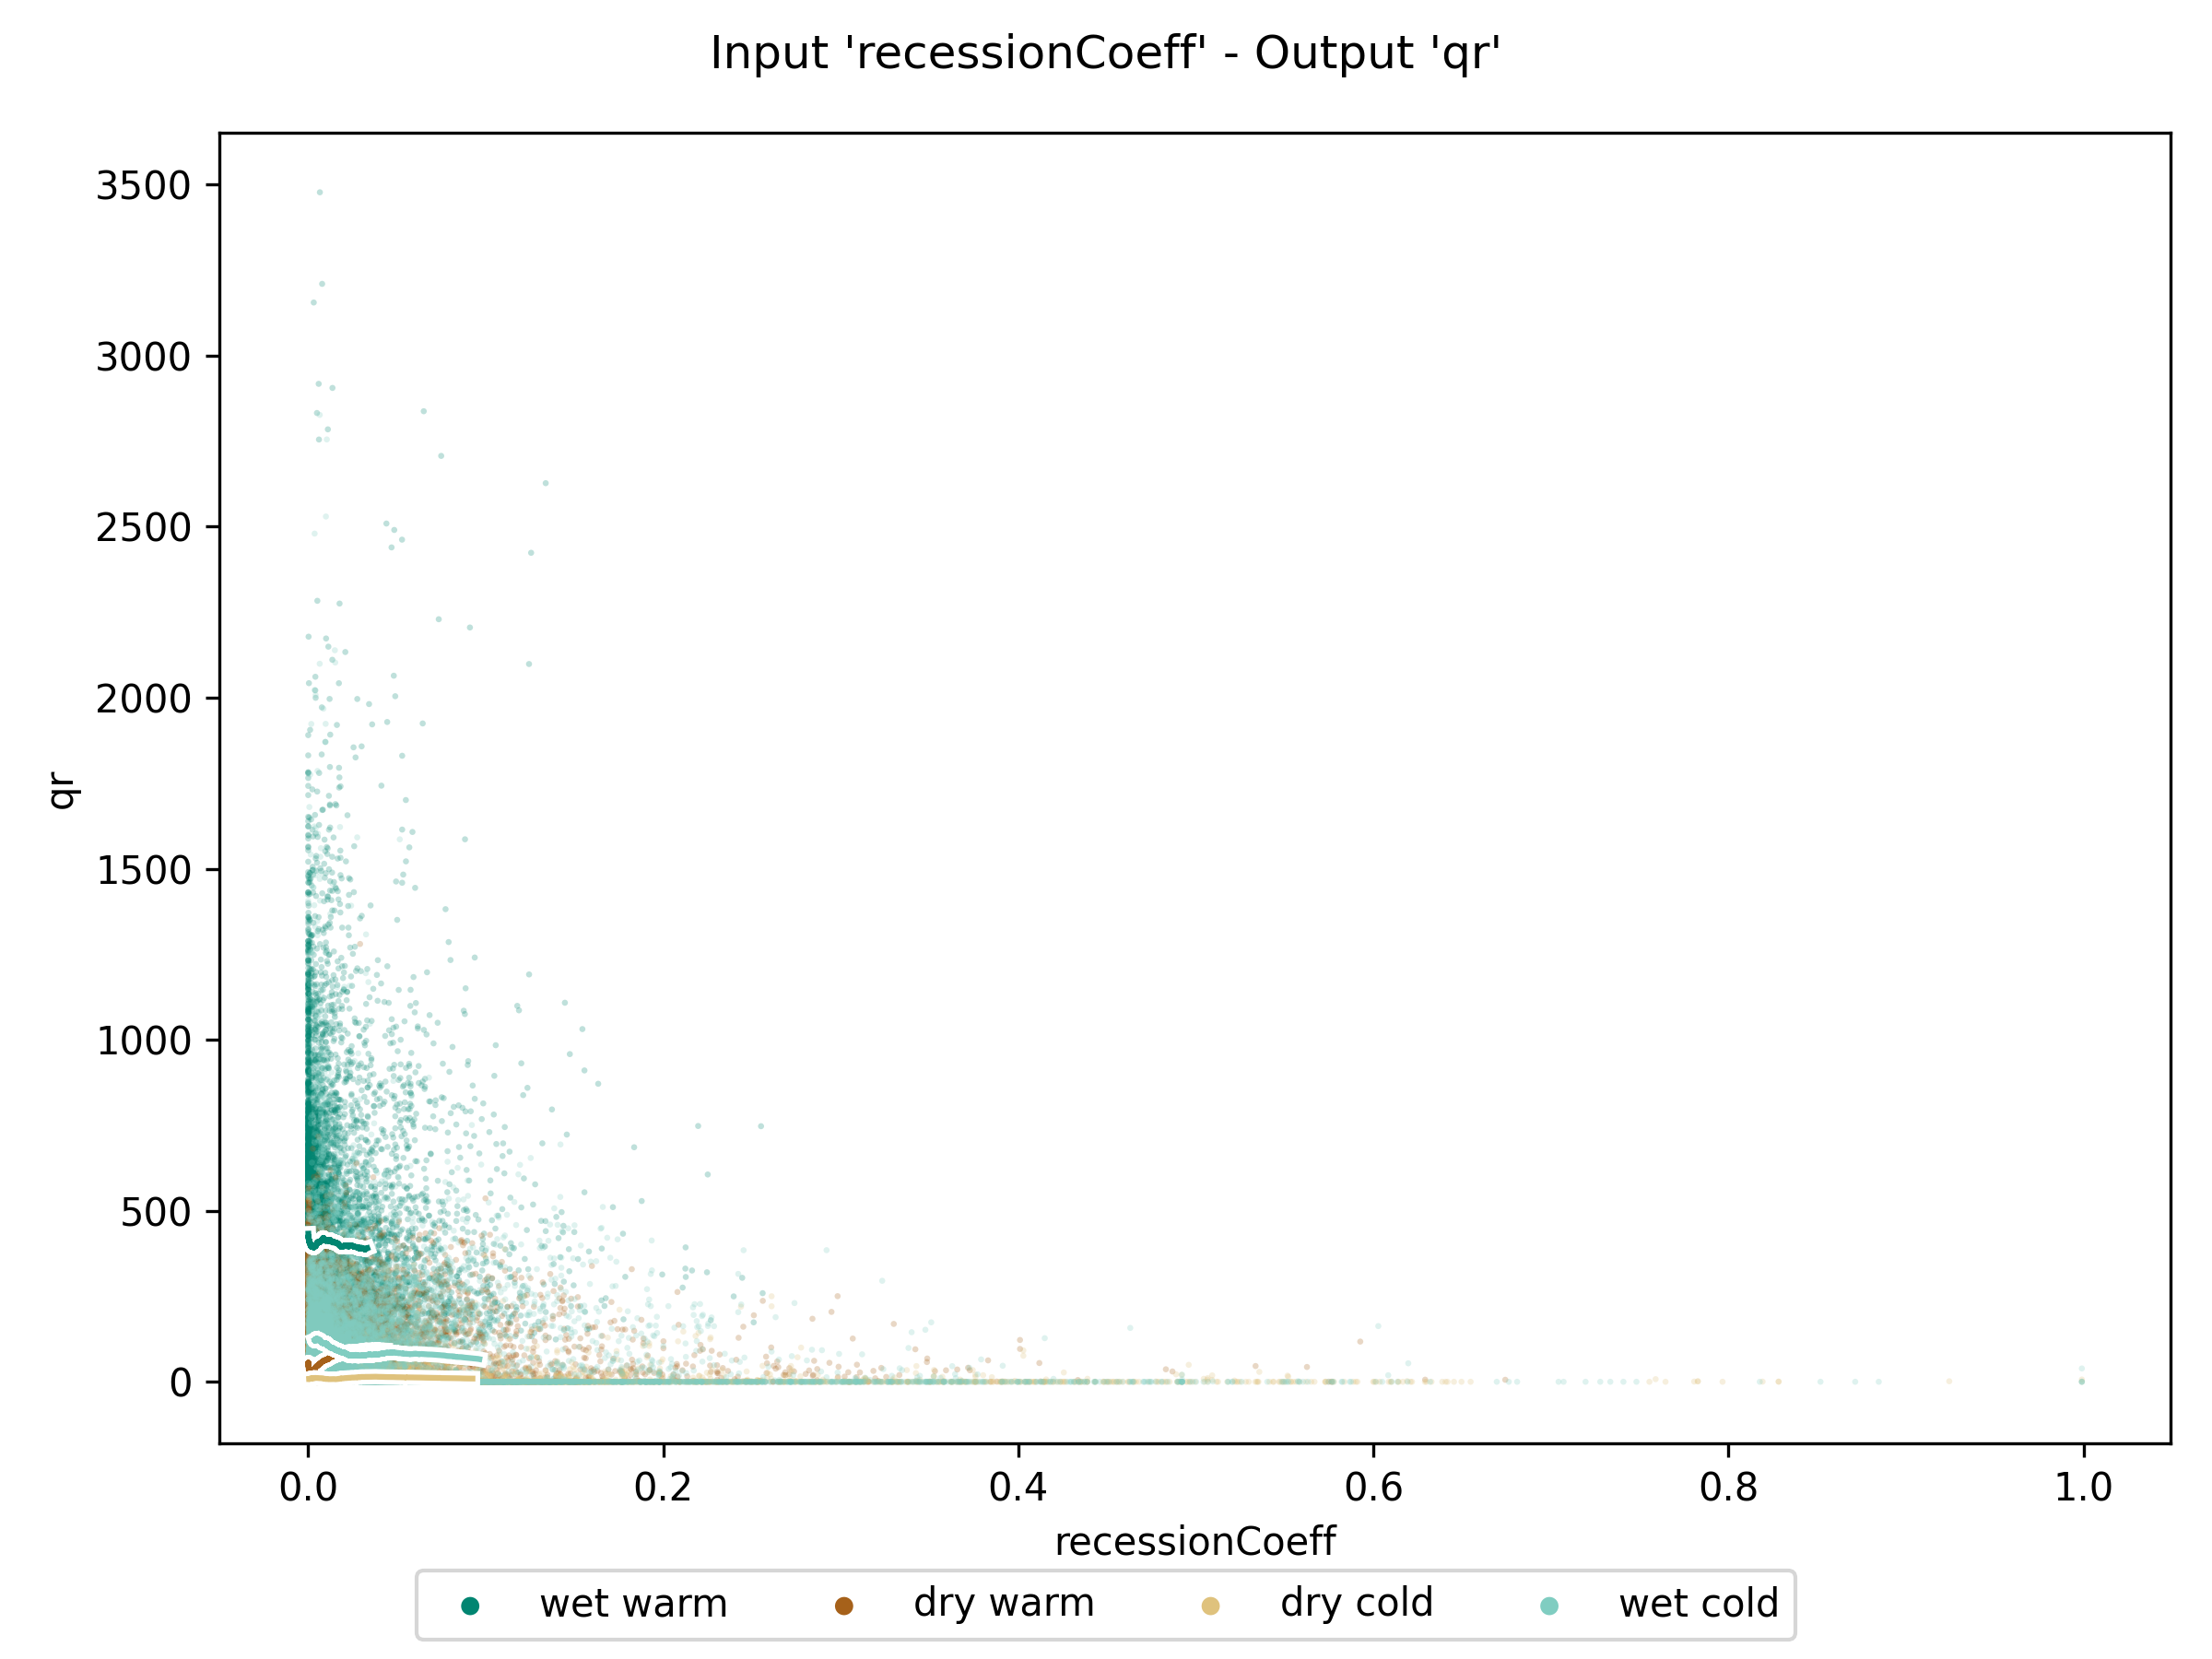 Input 'recessionCoeff' - Output 'qr'
3500
3000
2500
2000
1500
1000
500
0
qr
0.0 0.2 0.4 0.6 0.8 1.0
recessionCoeff
wet warm dry warm dry cold wet cold